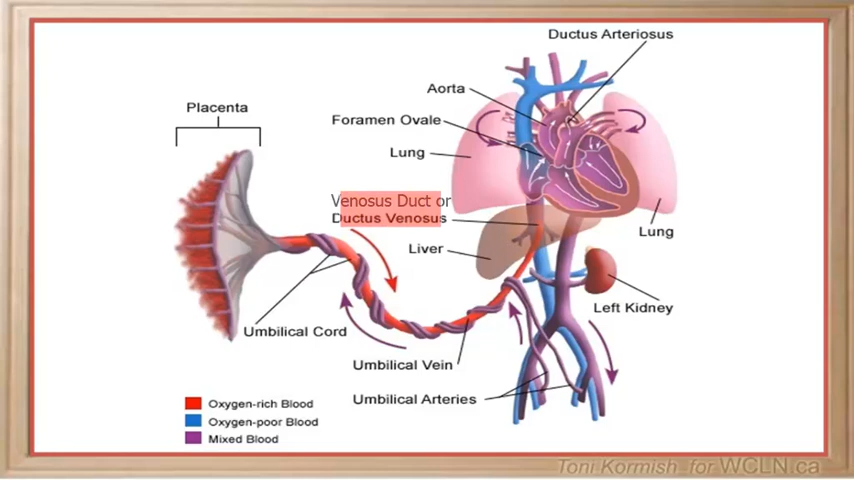 Ductus Arteriosus
Aorta
Placenta
Foramen Ovale
Lung
Venosus Duct or
Ductus Venosus
Lung
Liver
Left Kidney
Umbilical Cord
Umbilical Vein
Umbilical Arteries
Oxygen-rich Blood
Oxygen-poor Blood
Mixed Blood
Toni Kormish for WCLN.ca